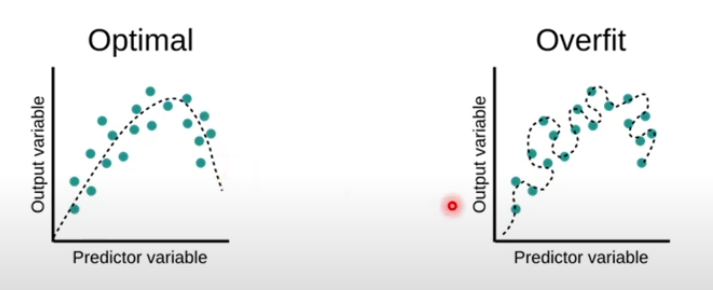 Optimal
Output variable
Predictor variable
Overfit
Output variable
Predictor variable